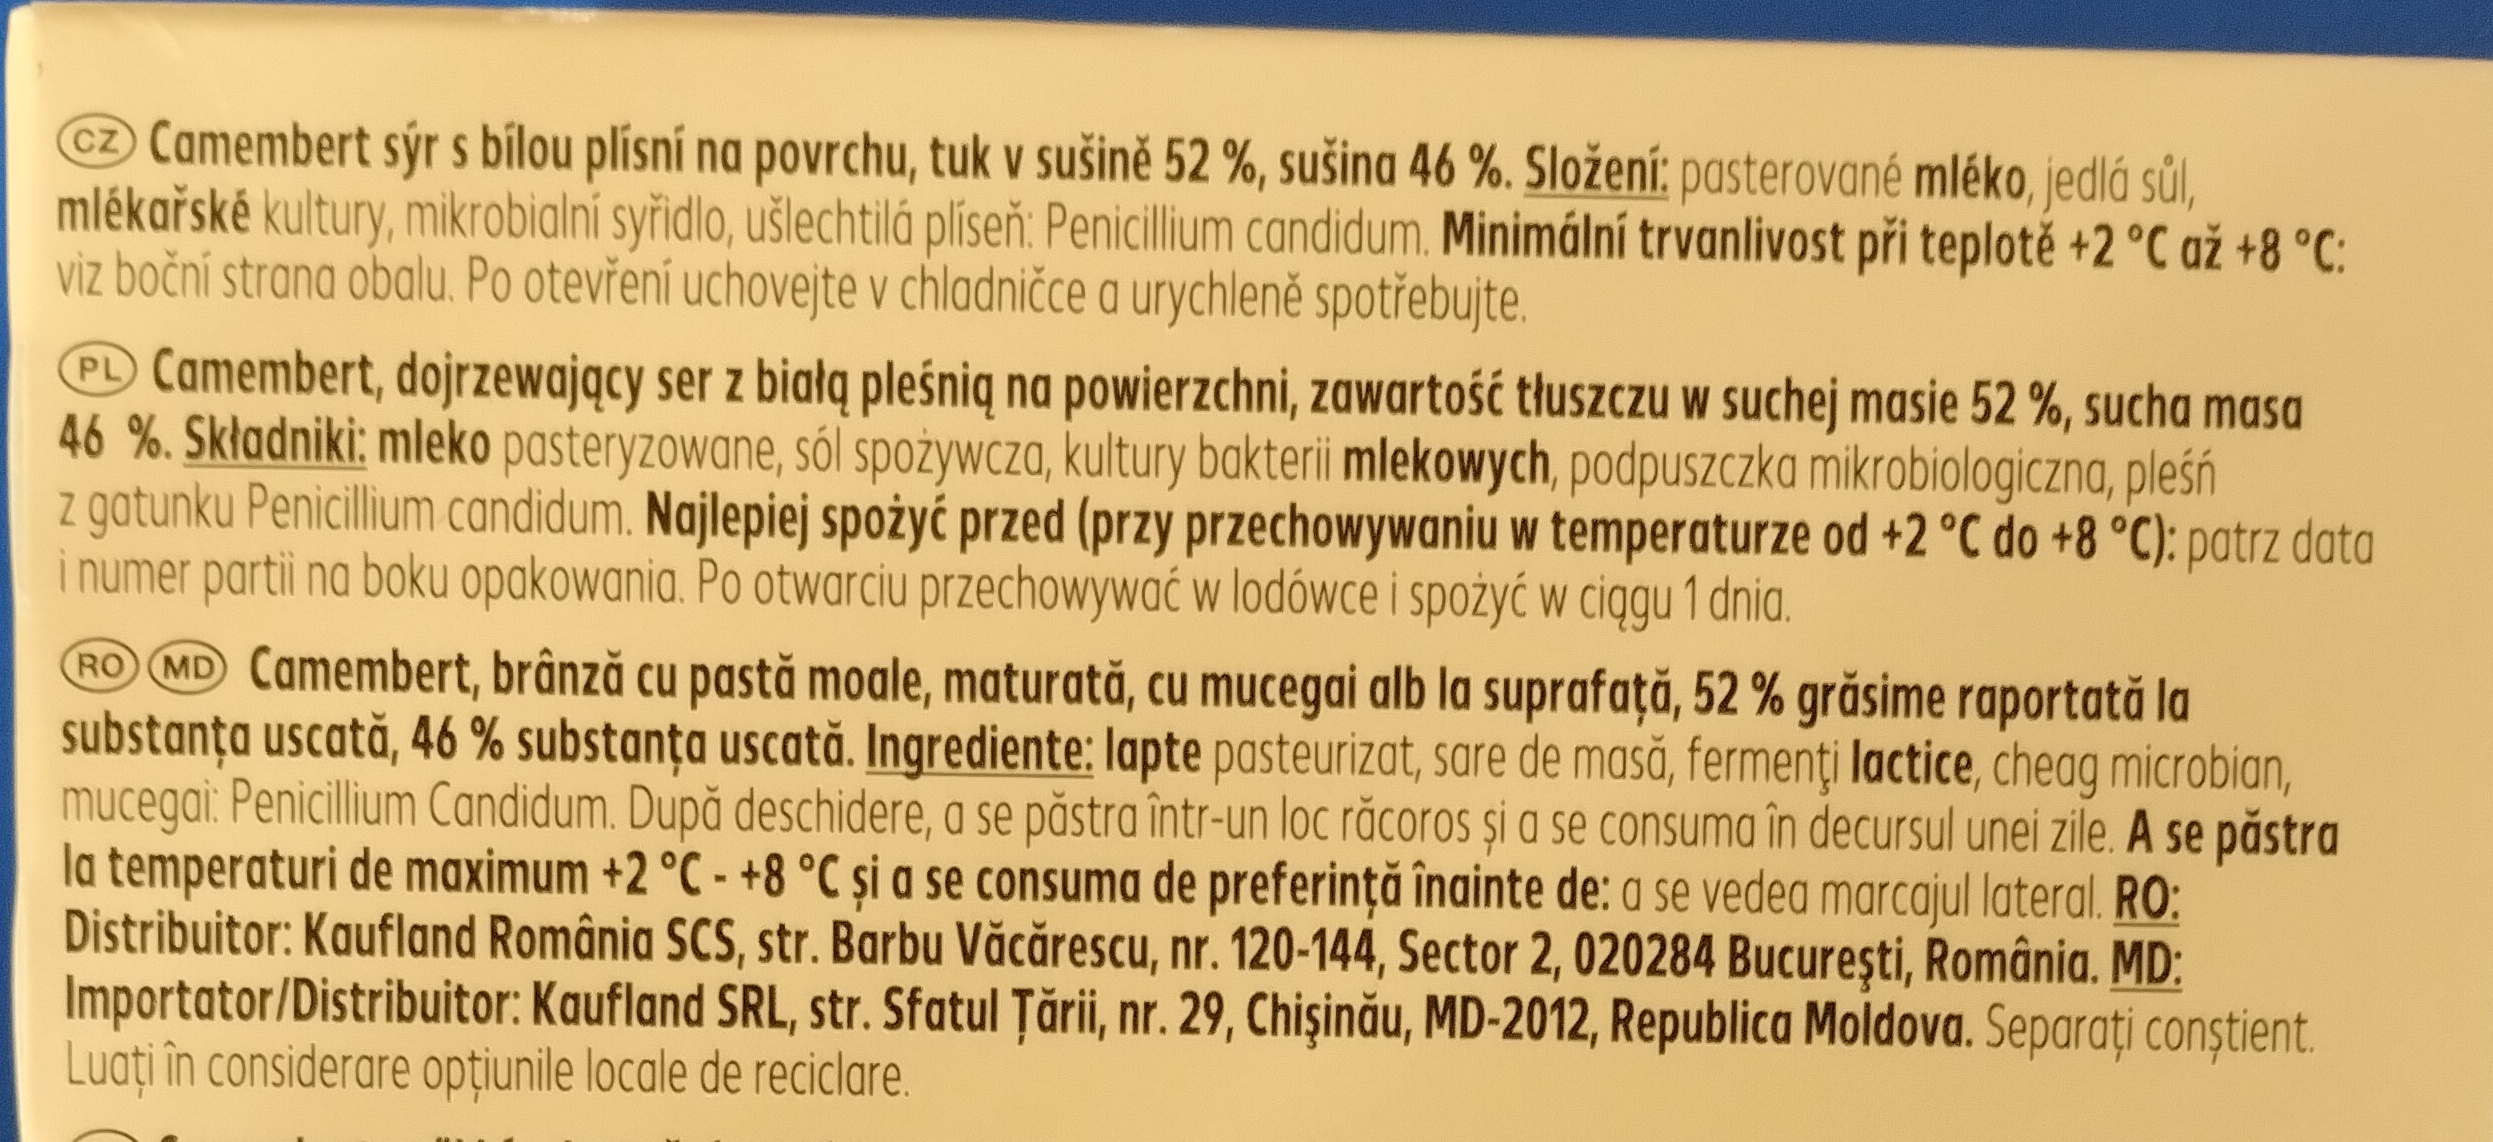 CZ Camembert sýr s bílou plísní na povrchu, tuk v sušině 52 %, sušina 46 %. Složení: pasterované mléko, jedlá sůl,
mlékařské kultury, mikrobialní syřidlo, ušlechtilá plíseň: Penicillium candidum. Minimální trvanlivost při teplotě +2 °C až +8 °C:
viz boční strana obalu. Po otevření uchovejte v chladničce a urychleně spotřebujte.
PL Camembert, dojrzewający ser z białą pleśnią na powierzchni, zawartość tłuszczu w suchej masie 52 %, sucha masa
46 %. Składniki: mleko pasteryzowane, sól spożywcza, kultury bakterii mlekowych, podpuszczka mikrobiologiczna, pleśń
z gatunku Penicillium candidum. Najlepiej spożyć przed (przy przechowywaniu w temperaturze od +2 °C do +8 °C): patrz data
i numer partii na boku opakowania. Po otwarciu przechowywać w lodówce i spożyć w ciągu 1 dnia.
RO MD Camembert, brânză cu pastă moale, maturată, cu mucegai alb la suprafață, 52 % grăsime raportată la
substanța uscată, 46 % substanța uscată. Ingrediente: lapte pasteurizat, sare de masă, fermenţi lactice, cheag microbian,
mucegai: Penicillium Candidum. După deschidere, a se păstra într-un loc răcoros și a se consuma în decursul unei zile. A se păstra
la temperaturi de maximum +2 °C - +8 °C și a se consuma de preferință înainte de: a se vedea marcajul lateral. RO:
Distribuitor: Kaufland România SCS, str. Barbu Văcărescu, nr. 120-144, Sector 2, 020284 Bucureşti, România. MD:
Importator/Distribuitor: Kaufland SRL, str. Sfatul Țării, nr. 29, Chişinău, MD-2012, Republica Moldova. Separați conștient.
Luați în considerare opțiunile locale de reciclare.